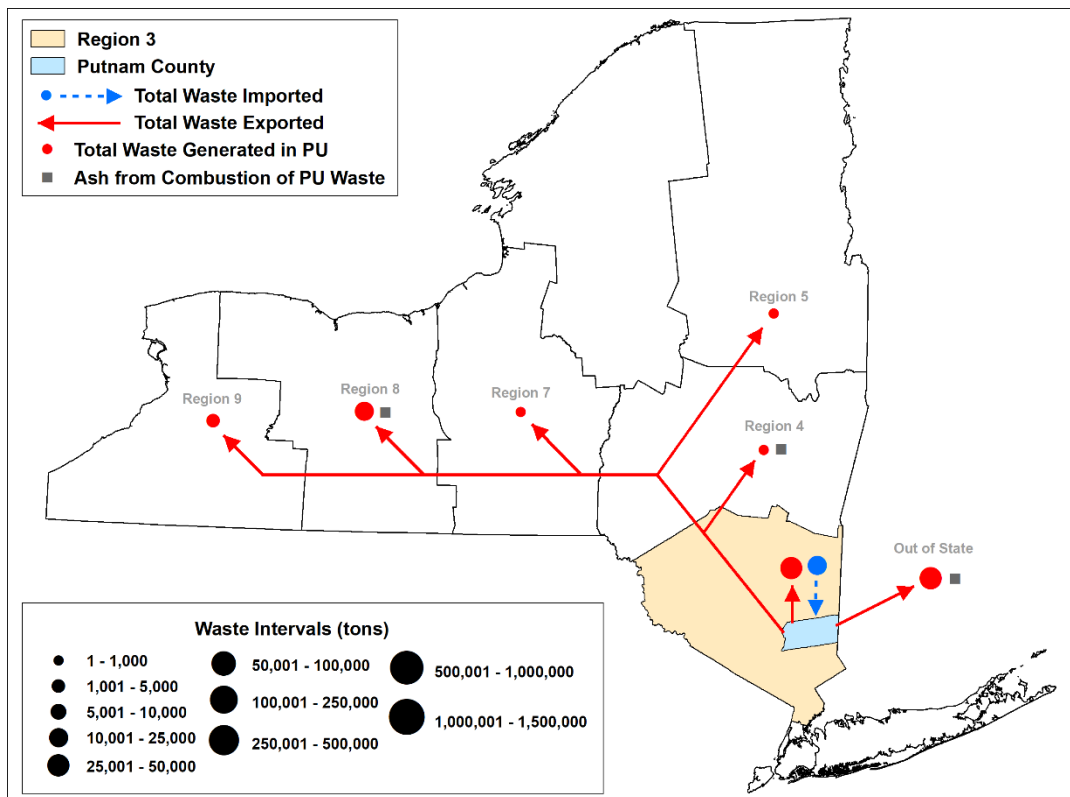 Region 3
Putnam County
Total Waste Imported
Total Waste Exported
Total Waste Generated in PU
Ash from Combustion of PU Waste
Region 5
Region 8
Region 7
Region 9
Region 4
Out of State
Waste Intervals (tons)
1 - 1,000
1,001 - 5,000
5,001 - 10,000
10,001 - 25,000
25,001 - 50,000
50,001 - 100,000
100,001 - 250,000
250,001 - 500,000
500,001 - 1,000,000
1,000,001 - 1,500,000